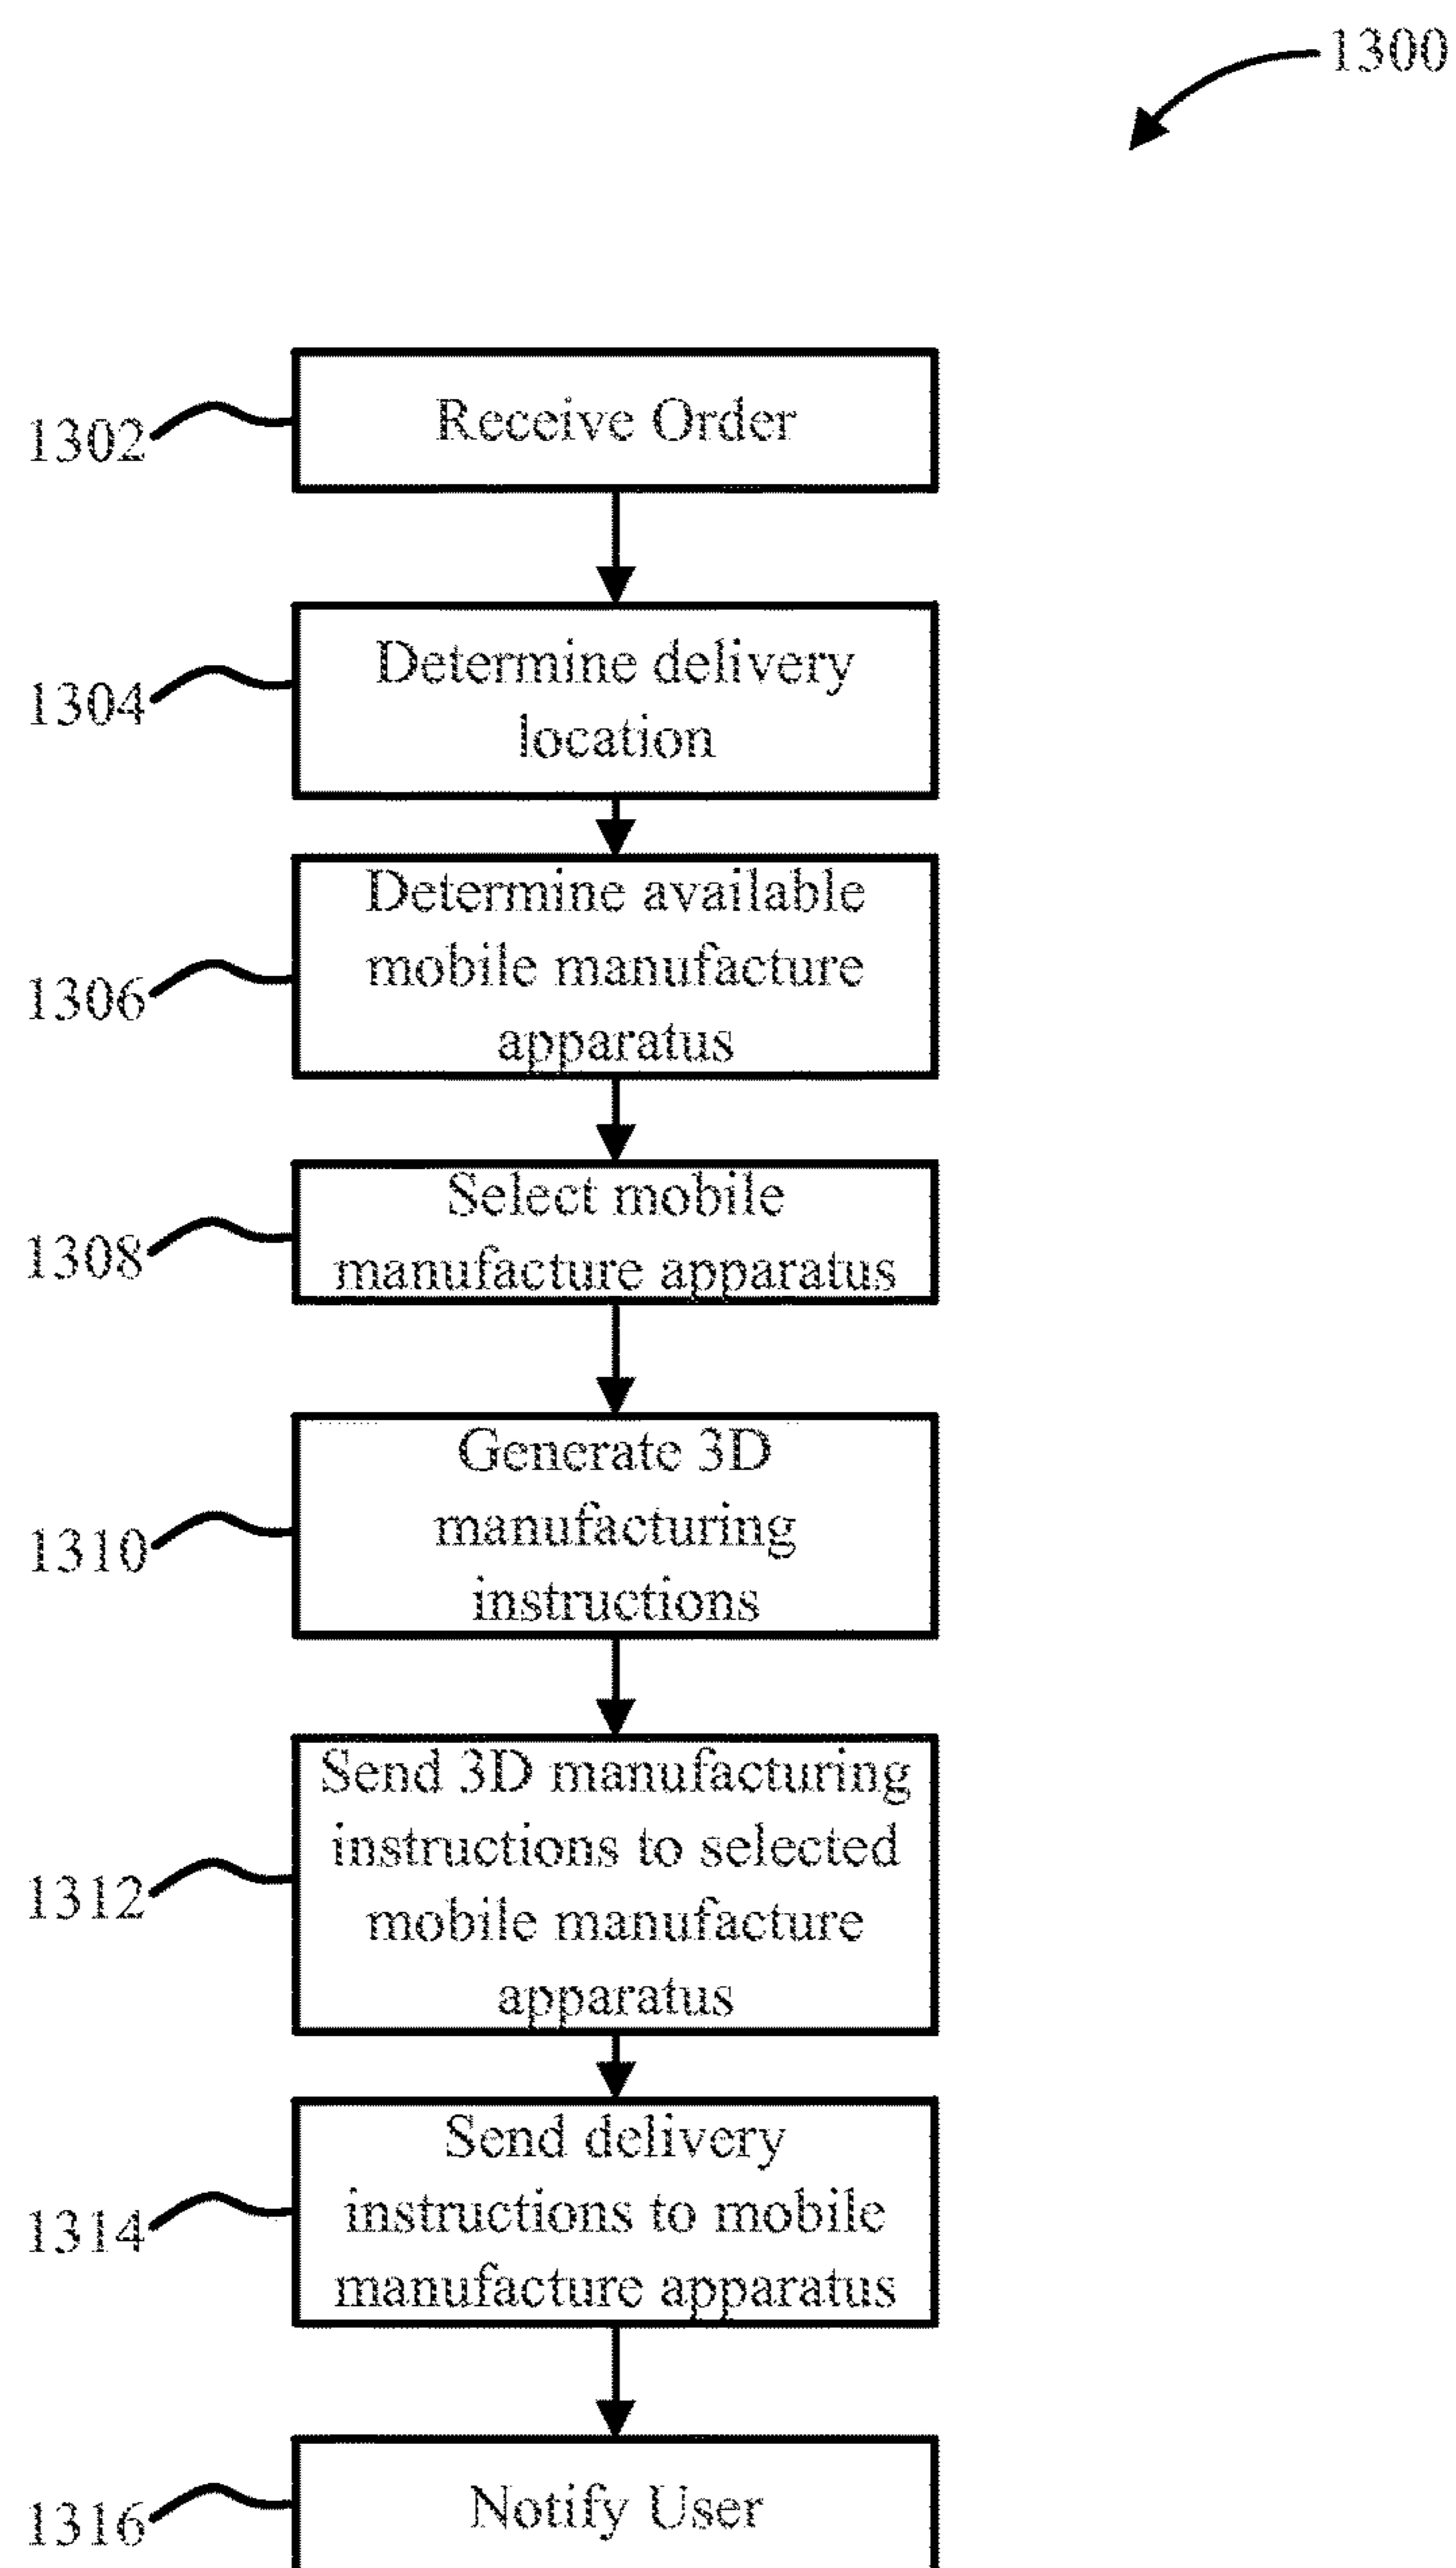 1300
1302
Receive Order
1304
Determine delivery
location
1306
Determine available
mobile manufacture
apparatus
1308
Select mobile
manufacture apparatus
1310
Generate 3D
manufacturing
instructions
1312
Send 3D manufacturing
instructions to selected
mobile manufacture
apparatus
1314
Send delivery
instructions to mobile
manufacture apparatus
1316
Notify User